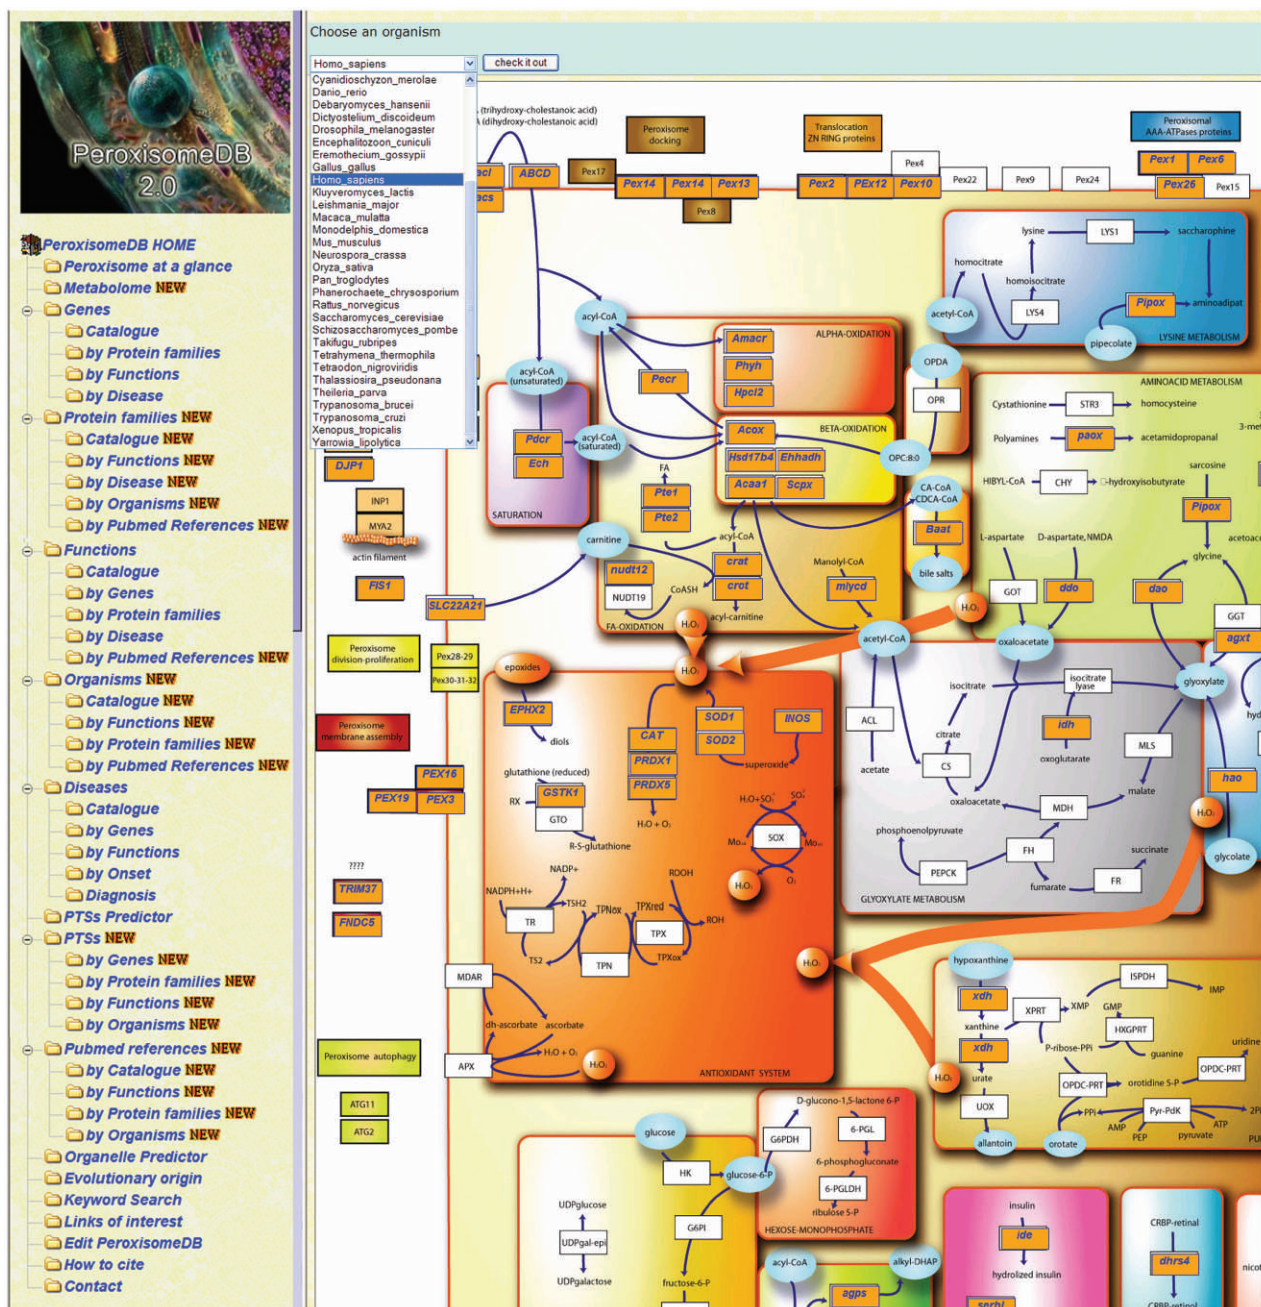 PeroxisomeDB
2.0
PeroxisomeDB HOME
Peroxisome at a glance
Metabolome NEW
Genes
Catalogue
by Protein families
by Functions
by Disease
Protein families NEW
Catalogue NEW
by Functions NEW
by Disease NEW
by Organisms NEW
by Pubmed References NEW
Functions
Catalogue
by Genes
by Protein families
by Disease
by Pubmed References NEW
Organisms NEW
Catalogue NEW
by Functions NEW
by Protein families NEW
by Pubmed References NEW
Diseases
Catalogue
by Genes
by Functions
by Onset
Diagnosis
PTSs Predictor
PTSs NEW
by Genes NEW
by Protein families NEW
by Functions NEW
by Organisms NEW
Pubmed references NEW
by Catalogue NEW
by Functions NEW
by Protein families NEW
by Organisms NEW
Organelle Predictor
Evolutionary origin
Keyword Search
Links of interest
Edit PeroxisomeDB
How to cite
Contact
Choose an organism
Homo_sapiens
check it out
Cyanidioschyzon_merolae
Danio_rerio
Debaryomyces_hansenii
Dictyostelium_discoideum
Drosophila_melanogaster
Encephalitozoon_cuniculi
Eremothecium_gossypii
Gallus_gallus
Homo_sapiens
Kluyveromyces_lactis
Leishmania_major
Macaca_mulatta
Monodelphis_domestica
Mus_musculus
Neurospora_crassa
Oryza_sativa
Pan_troglodytes
Phanerochaete_chrysosporium
Rattus_norvegicus
Saccharomyces_cerevisiae
Schizosaccharomyces_pombe
Takifugu_rubripes
Tetrahymena_thermophila
Tetraodon_nigroviridis
Thalassiosira_pseudonana
Theileria_parva
Trypanosoma_brucei
Trypanosoma_cruzi
Xenopus_tropicalis
Yarrowia_lipolytica
(trihydroxy-cholestanoic acid)
(dihydroxy-cholestanoic acid)
ABCD
Pex17
Peroxisome
docking
Pex14
Pex14
Pex13
Pex8
Translocation
ZN RING proteins
Pex4
Pex2
PEx12
Pex10
Pex22
Pex9
Pex24
Peroxisomal
AAA-ATPases proteins
Pex1
Pex6
Pex26
Pex15
lysine
LYS1
saccharophine
homocitrate
homoisocitrate
acetyl-CoA
LYS4
Pipox
aminoadipat
pipecolate
LYSINE METABOLISM
acyl-CoA
acyl-CoA
(unsaturated)
Pecr
Amacr
Phyh
Hpcl2
ALPHA-OXIDATION
OPDA
OPR
OPC:8:0
Pdcr
Ech
acyl-CoA
(saturated)
SATURATION
Acox
BETA-OXIDATION
Hsd17b4
Ehhadh
Acaa1
Scpx
FA
Pte1
Pte2
acyl-CoA
carnitine
nudt12
NUDT19
CoASH
crat
crot
acyl-carnitine
FA-OXIDATION
CA-CoA
CDCA-CoA
Baat
bile salts
Manolyl-CoA
mlycd
acetyl-CoA
AMINOACID METABOLISM
Cystathionine
STR3
homocysteine
Polyamines
paox
acetamidopropanal
HIBYL-CoA
CHY
-hydroxyisobutyrate
sarcosine
Pipox
glycine
L-aspartate
D-aspartate,NMDA
GOT
ddo
dao
GGT
agxt
oxaloacetate
glyoxylate
DJP1
INP1
MYA2
actin filament
FIS1
SLC22A21
Peroxisome
division-proliferation
Pex28-29
Pex30-31-32
Peroxisome
membrane assembly
PEX16
PEX19
PEX3
????
TRIM37
FNDC5
Peroxisome autophagy
ATG11
ATG2
H₂O₂
H₂O₂
H₂O₂
epoxides
EPHX2
diols
glutathione (reduced)
RX
GSTK1
GTO
R-S-glutathione
CAT
PRDX1
PRDX5
H₂O + O₂
SOD1
SOD2
INOS
superoxide
SOX
O₂
H₂O₂
NADP+
NADPH+H+
TR
TSH2
TS2
TPNox
TPN
TPXred
TPX
TPXox
ROOH
ROH
MDAR
dh-ascorbate
ascorbate
APX
H₂O + O₂
H₂O₂
H₂O₂
ANTIOXIDANT SYSTEM
isocitrate
isocitrate
lyase
ACL
acetate
citrate
CS
oxaloacetate
idh
oxoglutarate
MLS
malate
MDH
phosphoenolpyruvate
PEPCK
FH
fumarate
FR
succinate
GLYOXYLATE METABOLISM
hao
H₂O₂
glycolate
hypoxanthine
xdh
xanthine
xdh
urate
UOX
allantoin
H₂O₂
XPRT
XMP
GMP
ISPDH
IMP
HXGPRT
guanine
P-ribose-PPi
OPDC-PRT
orotidine 5-P
OPDC-PRT
uridine
PPi
orotate
Pyr-PdK
AMP
PEP
pyruvate
ATP
2Pi
glucose
HK
glucose-6-P
G6PI
fructose-6-P
UDPglucose
UDPgal-epi
UDPgalactose
D-glucono-1,5-lactone 6-P
G6PDH
6-PGL
6-phosphogluconate
6-PGLDH
ribulose 5-P
HEXOSE-MONOPHOSPHATE
acyl-CoA
agps
alkyl-DHAP
insulin
ide
hydrolized insulin
CRBP-retinal
dhrs4